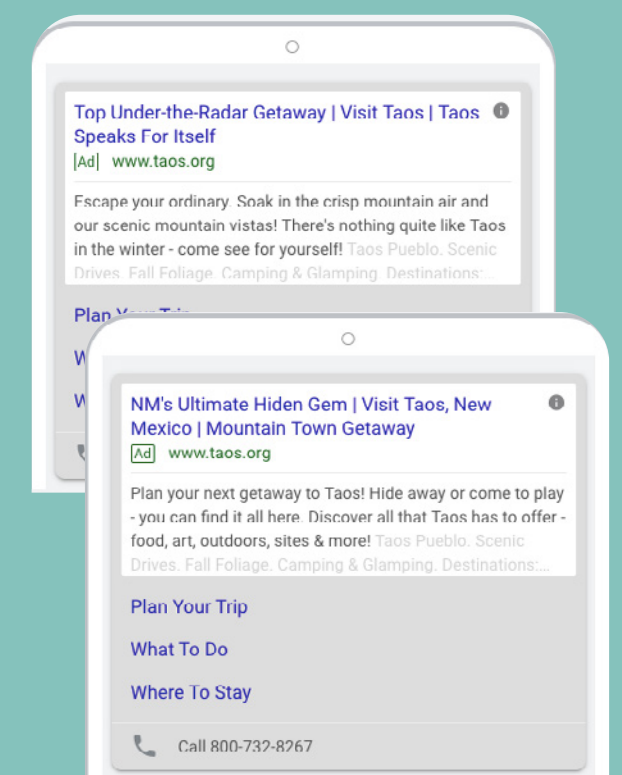 Top Under-the-Radar Getaway | Visit Taos | Taos
Speaks For Itself
Ad www.taos.org
Escape your ordinary. Soak in the crisp mountain air and
our scenic mountain vistas! There's nothing quite like Taos
in the winter - come see for yourself! Taos Pueblo. Scenic
Drives. Fall Foliage. Camping & Glamping. Destinations:...
Plan Your Trip
W
W
NM's Ultimate Hiden Gem | Visit Taos, New
Mexico | Mountain Town Getaway
Ad www.taos.org
Plan your next getaway to Taos! Hide away or come to play
- you can find it all here. Discover all that Taos has to offer -
food, art, outdoors, sites & more! Taos Pueblo. Scenic
Drives. Fall Foliage. Camping & Glamping. Destinations:...
Plan Your Trip
What To Do
Where To Stay
Call 800-732-8267